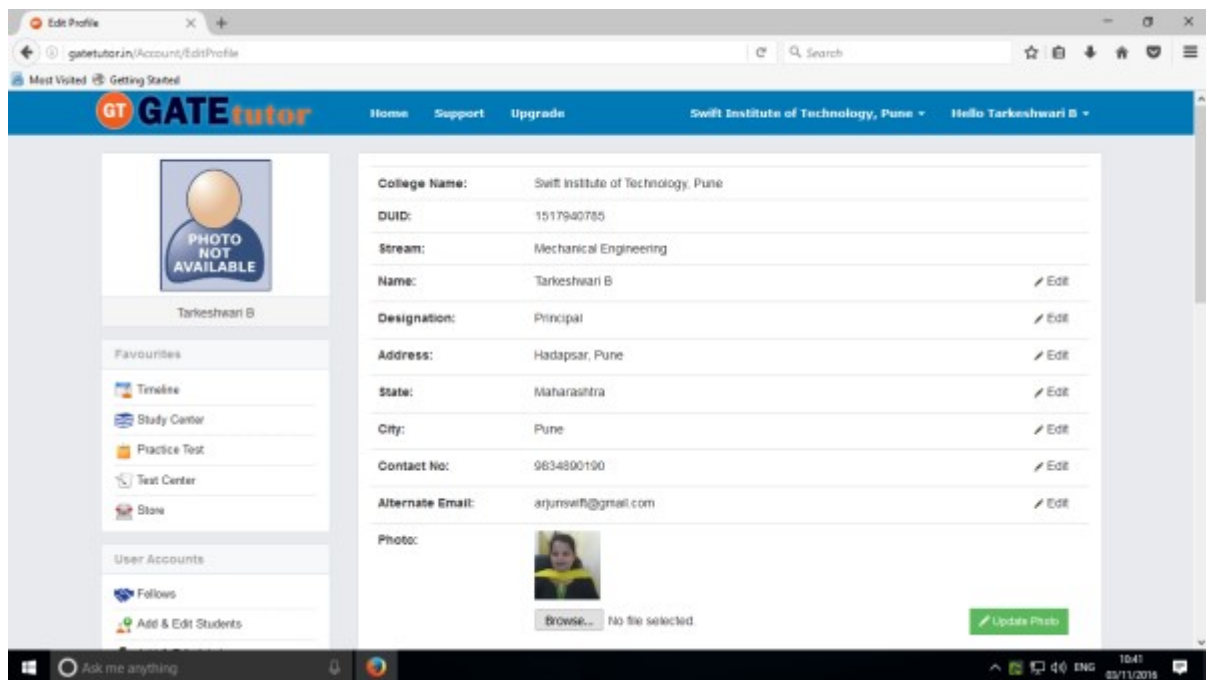 Edit Profile
gatetutor.in/Account/EditProfile
Search
Most Visited Getting Started
GT GATEtutor Home Support Upgrade Swift Institute of Technology, Pune Hello Tarkeshwari B
PHOTO
NOT
AVAILABLE
Tarkeshwari B
Favourites
Timeline
Study Center
Practice Test
Test Center
Store
User Accounts
Fellows
Add & Edit Students
College Name: Swift Institute of Technology, Pune
DUID: 1517940785
Stream: Mechanical Engineering
Name: Tarkeshwari B Edit
Designation: Principal Edit
Address: Hadapsar, Pune Edit
State: Maharashtra Edit
City: Pune Edit
Contact No: 9834890190 Edit
Alternate Email: arjunswift@gmail.com Edit
Photo:
Browse... No file selected. Update Photo
Ask me anything ENG 10:41
03/11/2016